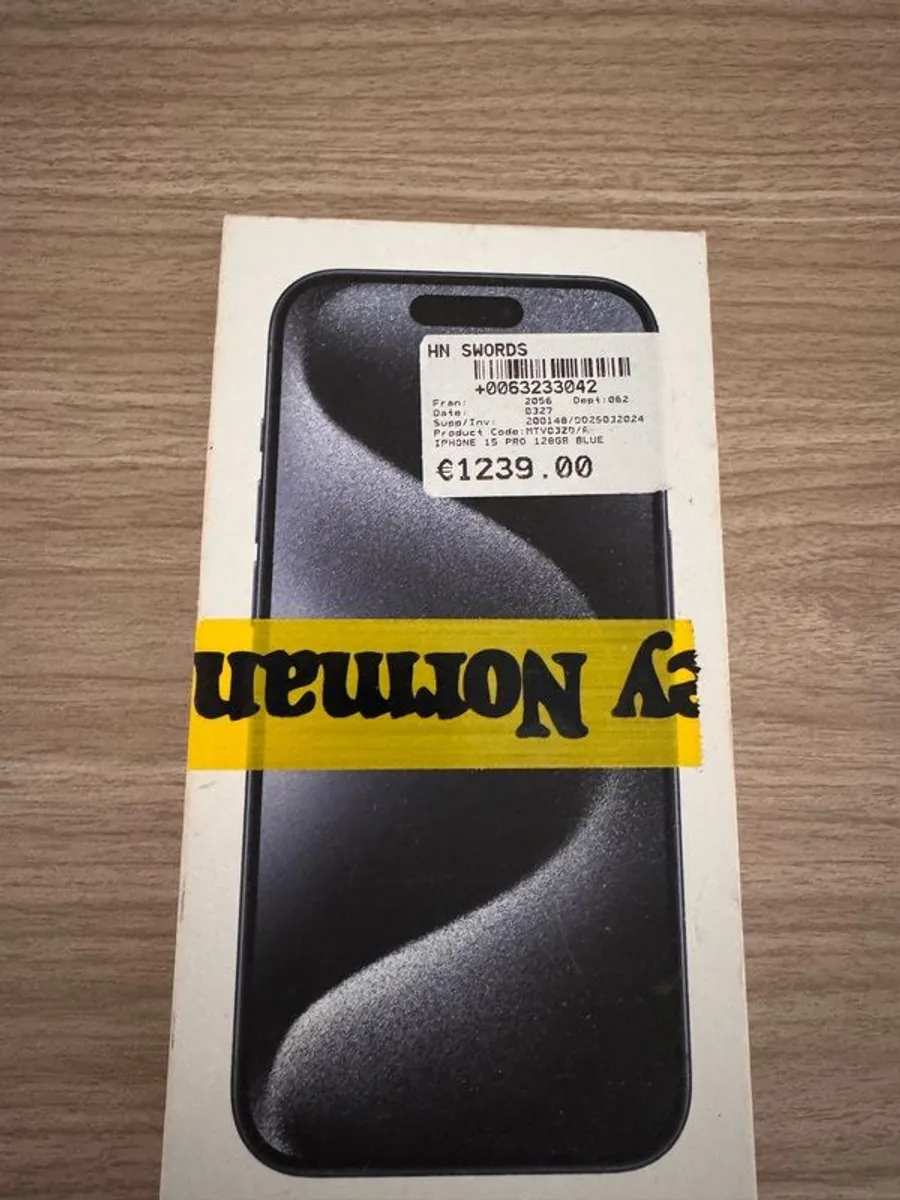 HN SWORDS
+0063233042
Fran: 2056 Dept:062
Date: 0327
Supp/Inv: 200148/DD25032024
Product Code:MTV03ZD/A
IPHONE 15 PRO 128GB BLUE
€1239.00
ey Norman